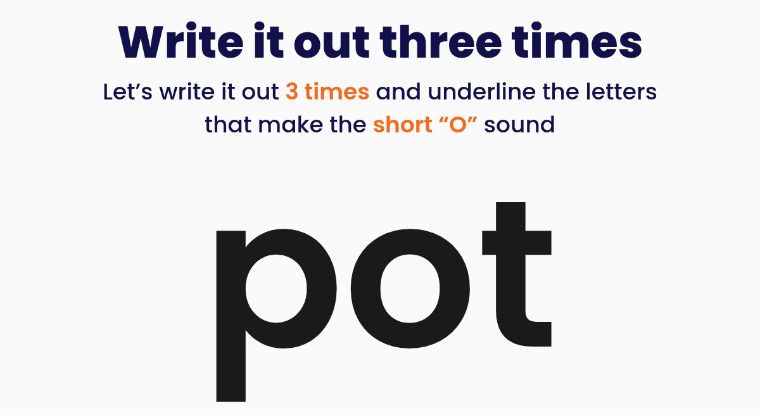 Write it out three times
Let’s write it out 3 times and underline the letters
that make the short “O” sound
pot